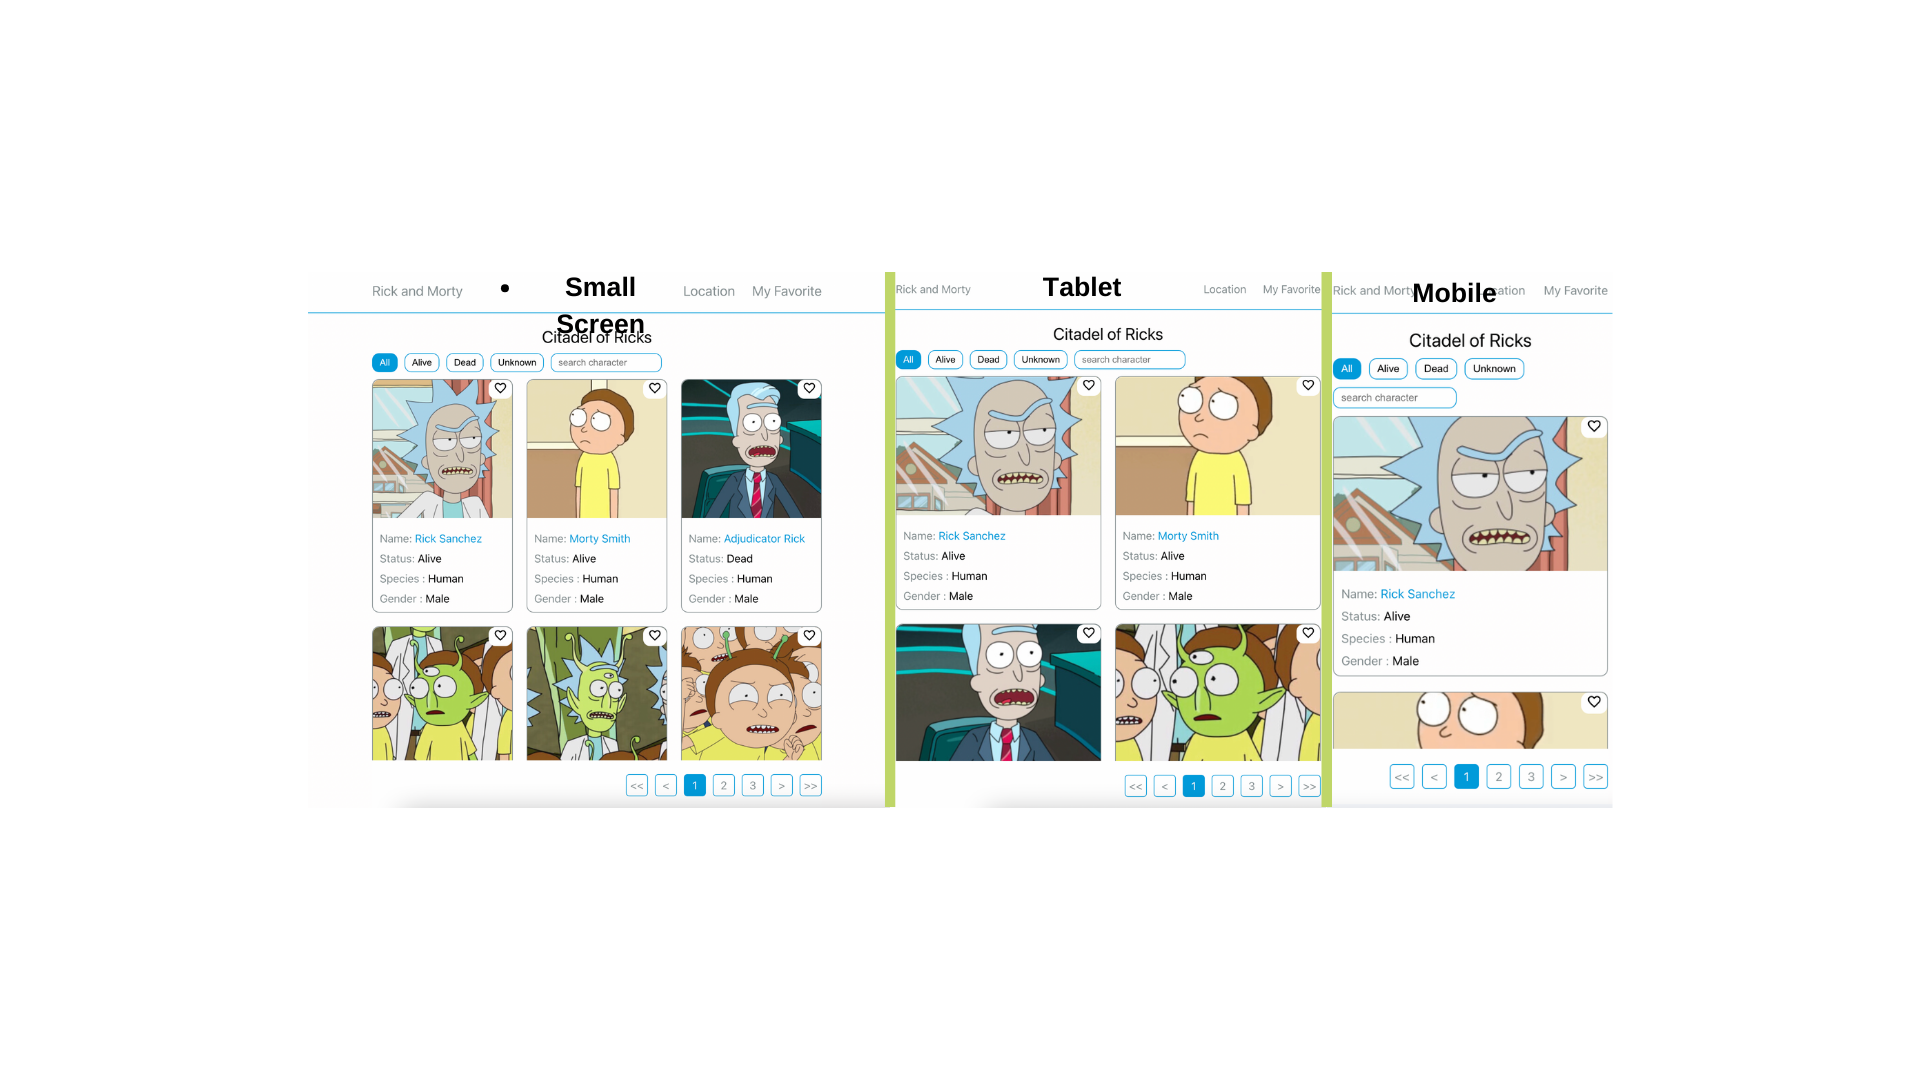 Rick and Morty • Small Location My Favorite
Screen
Citadel of Ricks
All Alive Dead Unknown search character
Name: Rick Sanchez
Status: Alive
Species : Human
Gender : Male
Name: Morty Smith
Status: Alive
Species : Human
Gender : Male
Name: Adjudicator Rick
Status: Dead
Species : Human
Gender : Male
<< < 1 2 3 > >>
Rick and Morty Tablet Location My Favorite
Citadel of Ricks
All Alive Dead Unknown search character
Name: Rick Sanchez
Status: Alive
Species : Human
Gender : Male
Name: Morty Smith
Status: Alive
Species : Human
Gender : Male
<< < 1 2 3 > >>
Rick and Morty Mobile Location My Favorite
Citadel of Ricks
All Alive Dead Unknown
search character
Name: Rick Sanchez
Status: Alive
Species : Human
Gender : Male
<< < 1 2 3 > >>